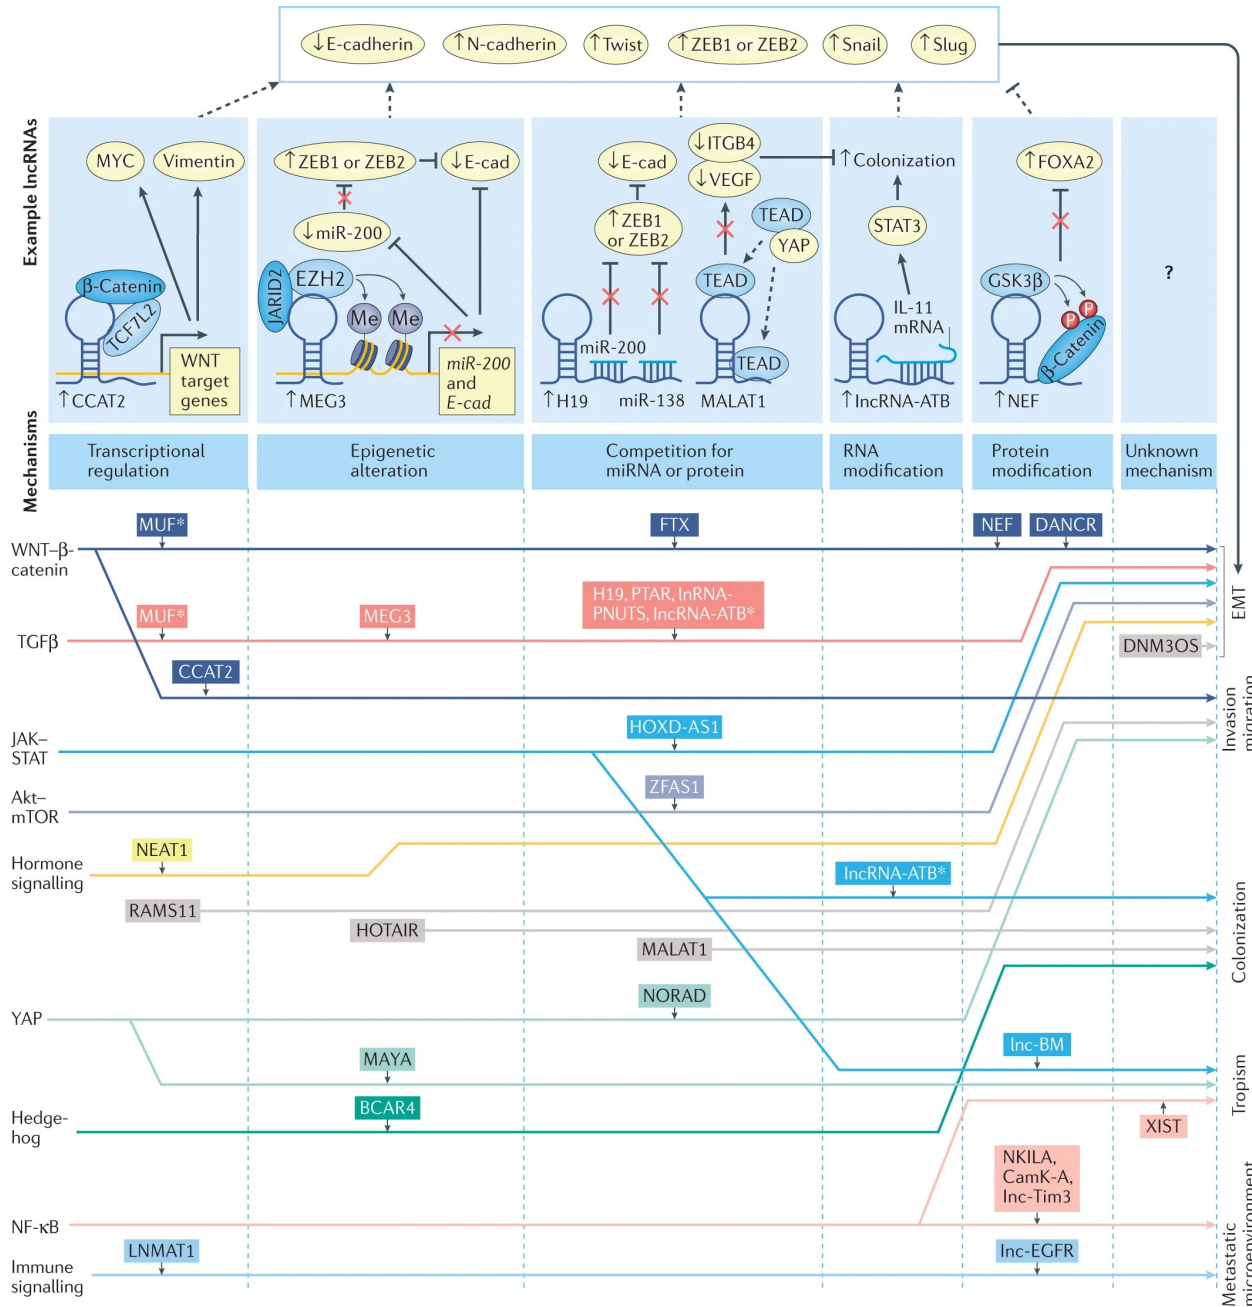 ↓E-cadherin
↑N-cadherin
↑Twist
↑ZEB1 or ZEB2
↑Snail
↑Slug
Example lncRNAs
MYC
Vimentin
β-Catenin
TCF7L2
WNT
target
genes
↑CCAT2
↑ZEB1 or ZEB2
↓E-cad
↓miR-200
JARID2
EZH2
Me
Me
miR-200
and
E-cad
↑MEG3
↓E-cad
↑ZEB1
or ZEB2
miR-200
↑H19
miR-138
↓ITGB4
↓VEGF
TEAD
YAP
TEAD
TEAD
MALAT1
↑Colonization
STAT3
IL-11
mRNA
↑lncRNA-ATB
↑FOXA2
GSK3β
P
P
β-Catenin
↑NEF
?
Mechanisms
Transcriptional
regulation
Epigenetic
alteration
Competition for
miRNA or protein
RNA
modification
Protein
modification
Unknown
mechanism
WNT–β-
catenin
MUF*
FTX
NEF
DANCR
EMT
TGFβ
MUF*
MEG3
H19, PTAR, lnRNA-
PNUTS, lncRNA-ATB*
DNM3OS
CCAT2
Invasion
migration
JAK–
STAT
HOXD-AS1
Akt–
mTOR
ZFAS1
Hormone
signalling
NEAT1
lncRNA-ATB*
RAMS11
HOTAIR
MALAT1
Colonization
YAP
NORAD
MAYA
lnc-BM
Tropism
Hedge-
hog
BCAR4
XIST
NF-κB
NKILA,
CamK-A,
lnc-Tim3
Metastatic
microenvironment
Immune
signalling
LNMAT1
lnc-EGFR